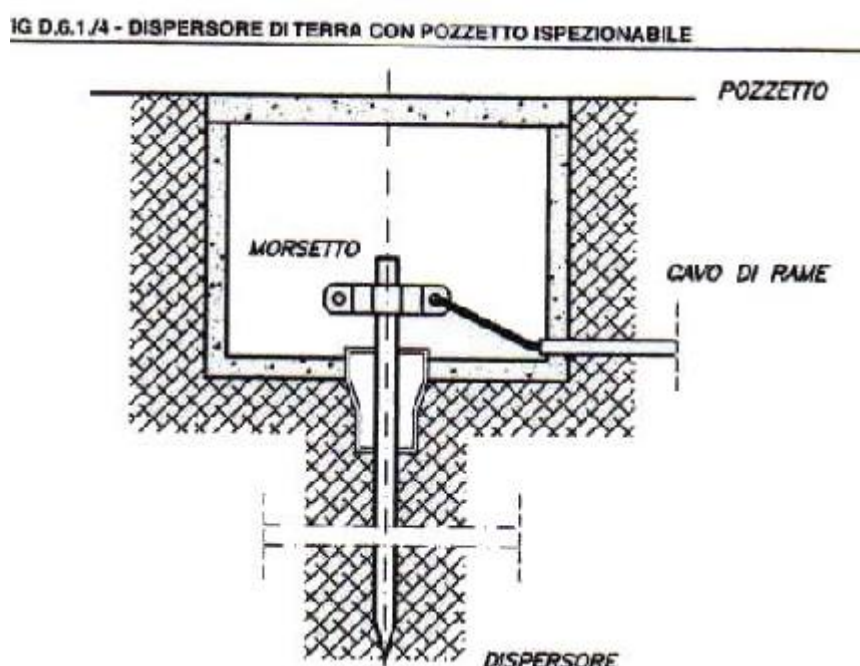 IG D.6.1./4 - DISPERSORE DI TERRA CON POZZETTO ISPEZIONABILE
POZZETTO
MORSETTO
CAVO DI RAME
DISPERSORE